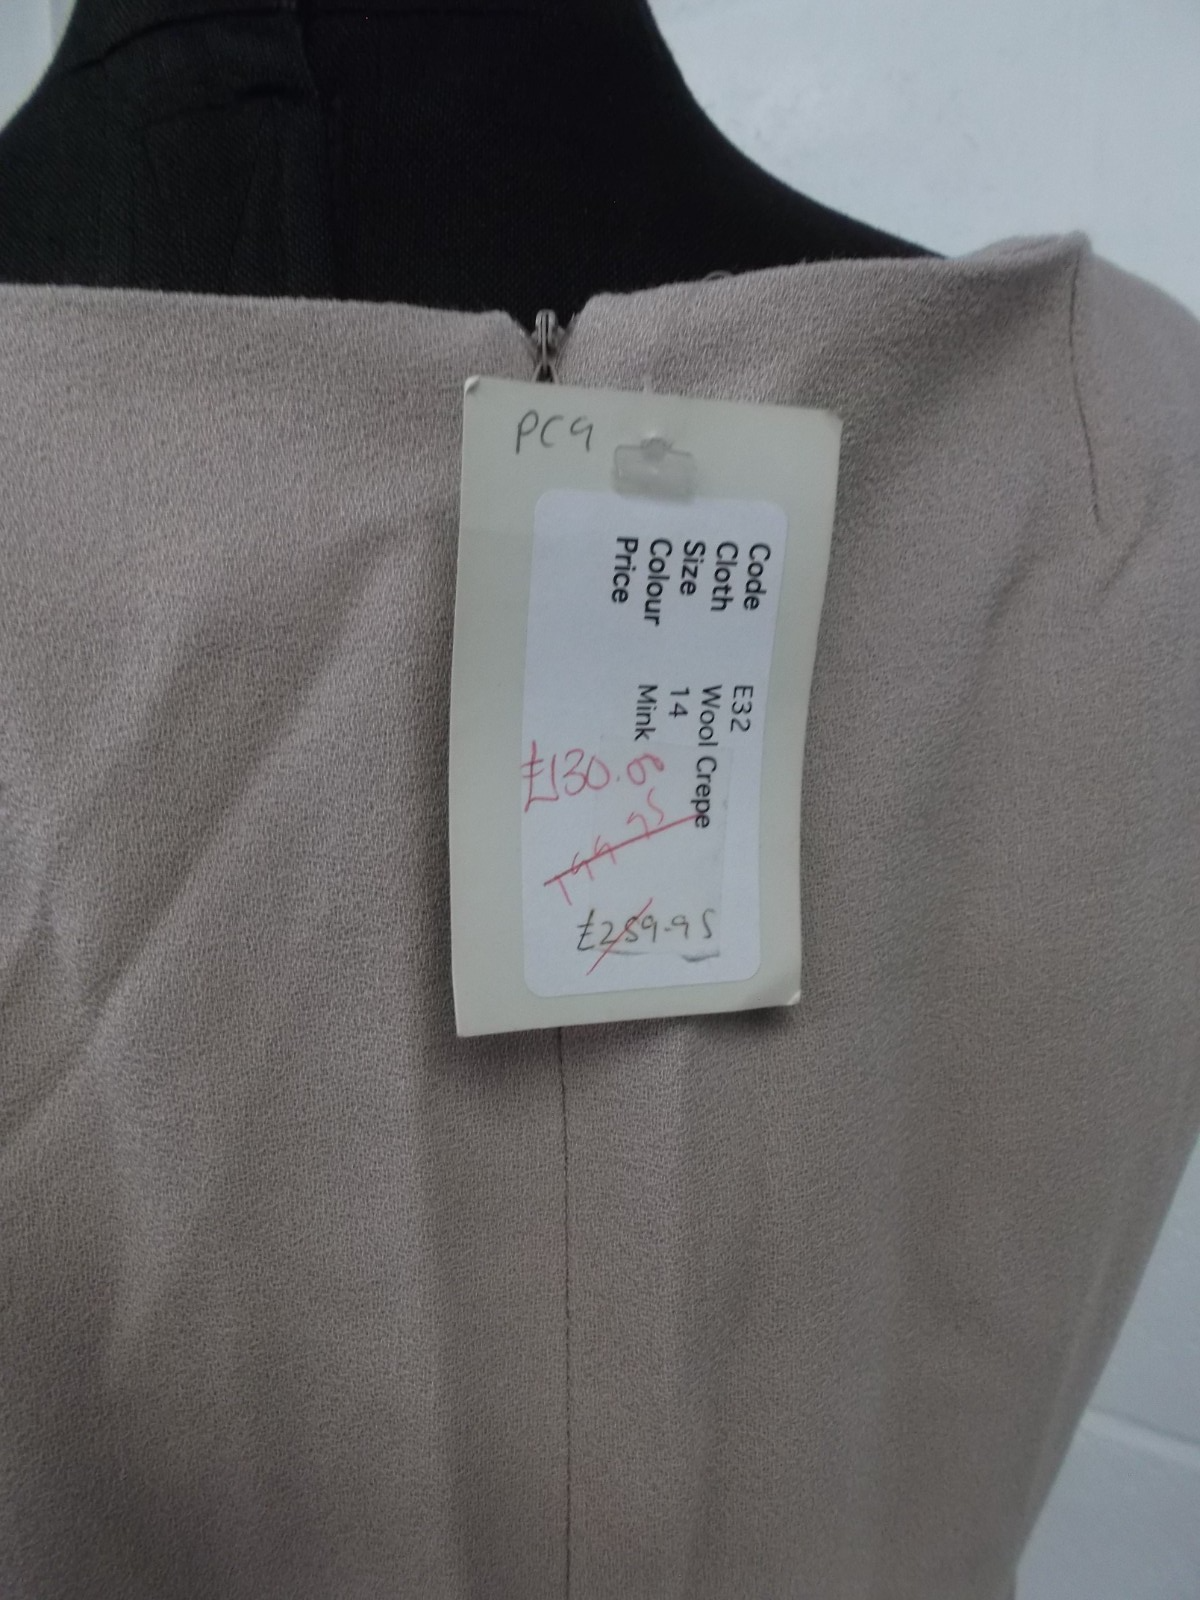 PC9
Code E32
Cloth Wool Crepe
Size 14
Colour Mink
Price
£130.
£259.95